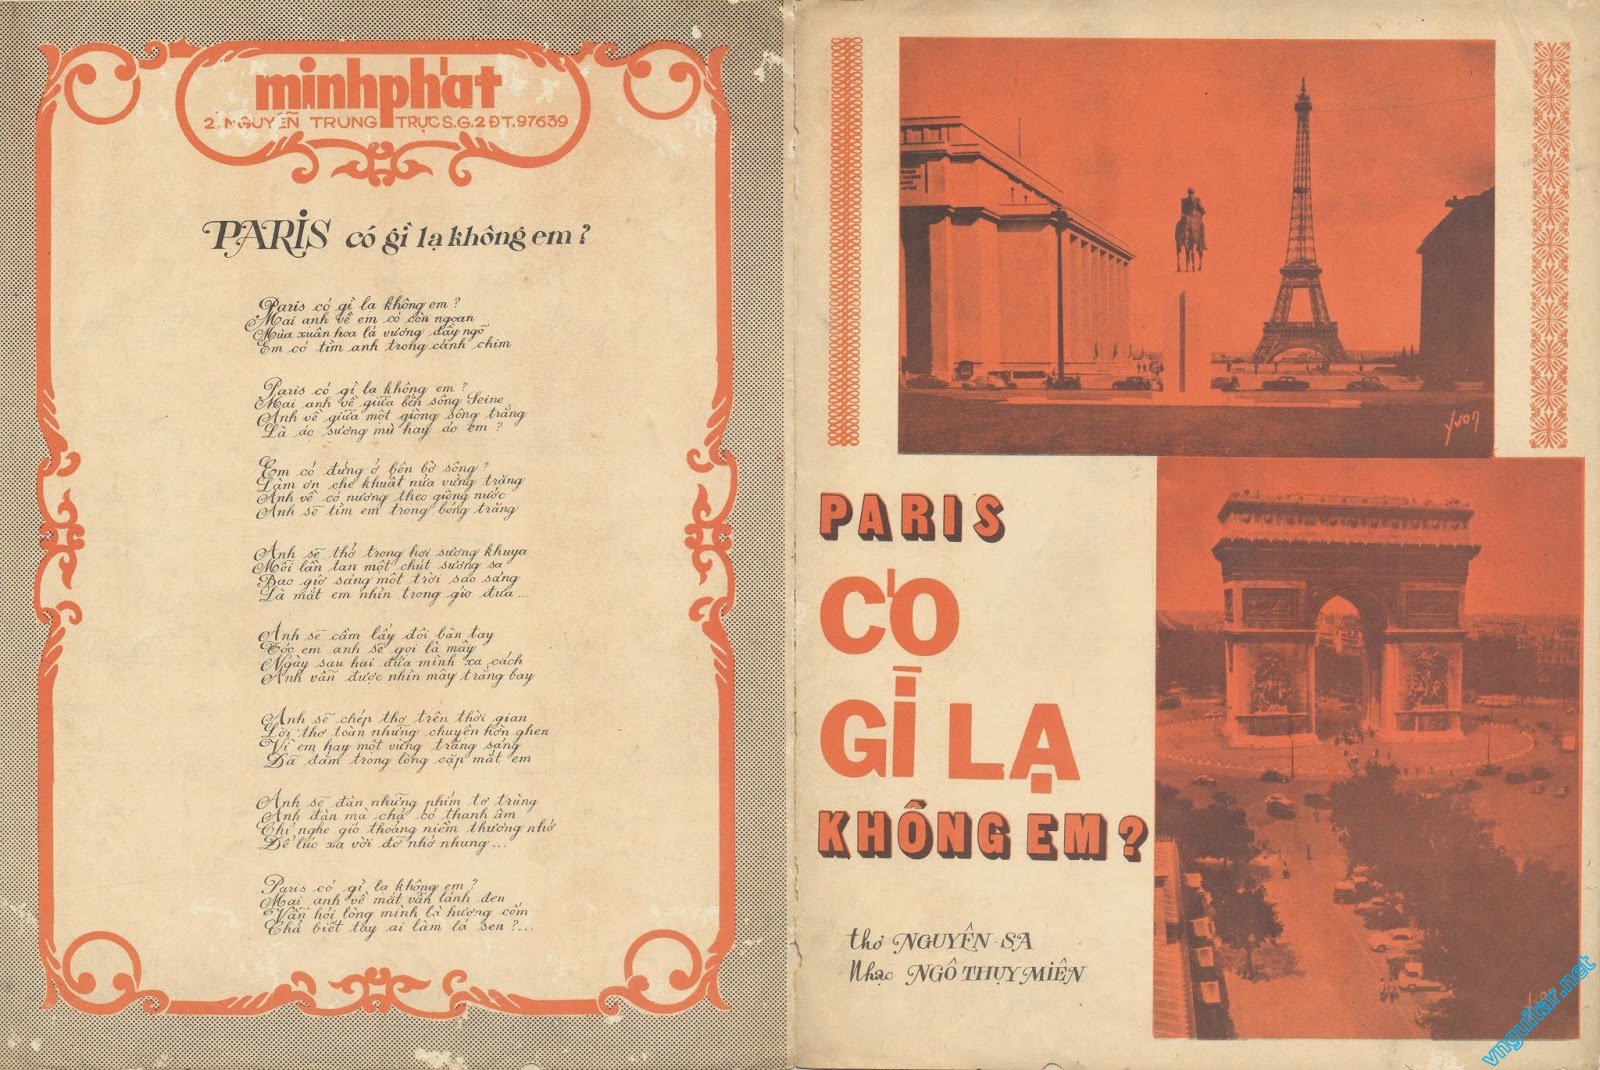 minhphát
2, NGUYỄN TRUNG TRỰC S.G.2 ĐT.97639
PARIS có gì lạ không em ?
Paris có gì lạ không em ?
Mai anh về em có còn ngoan
Mùa xuân hoa lá vương đầy ngõ
Em có tìm anh trong cánh chim
Paris có gì lạ không em ?
Mai anh về giữa bến sông Seine
Anh về giữa một giòng sông trắng
Là áo sương mù hay áo em ?
Em có đứng ở bên bờ sông ?
Làm ơn che khuất nửa vừng trăng
Anh về có nương theo giòng nước
Anh sẽ tìm em trong bóng trăng
Anh sẽ thở trong hơi sương khuya
Mỗi lần tan một chút sương sa
Bao giờ sáng một trời sao sáng
Là mắt em nhìn trong gió đưa...
Anh sẽ cầm lấy đôi bàn tay
Tóc em anh sẽ gọi là mây
Ngày sau hai đứa mình xa cách
Anh vẫn được nhìn mây trắng bay
Anh sẽ chép thơ trên thời gian
Lời thơ toàn những chuyện hờn ghen
Vì em hay một vừng trăng sáng
Đã đắm trong lòng cặp mắt em
Anh sẽ đàn những phím tơ trùng
Anh đàn mà chả có thanh âm
Chỉ nghe gió thoảng niềm thương nhớ
Để lúc xa vời đỡ nhớ nhung...
Paris có gì lạ không em ?
Mai anh về mắt vẫn lánh đen
Vẫn hỏi lòng mình là hương cốm
Chả biết tay ai làm lá sen ?...
yvon
PARIS
CÓ
GÌ LẠ
KHÔNG EM ?
thơ NGUYÊN SA
Nhạc NGÔ THỤY MIÊN
vnguitar.net